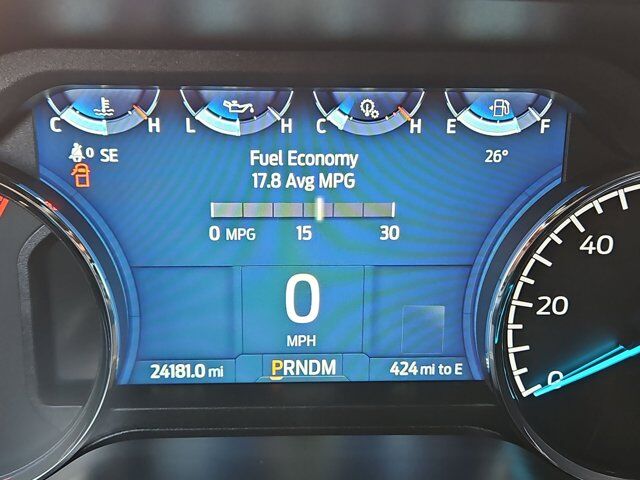 C H L H C H E F
0 SE
26°
Fuel Economy
17.8 Avg MPG
0 MPG 15 30
40
20
0
0
MPH
24181.0 mi
PRNDM
424 mi to E